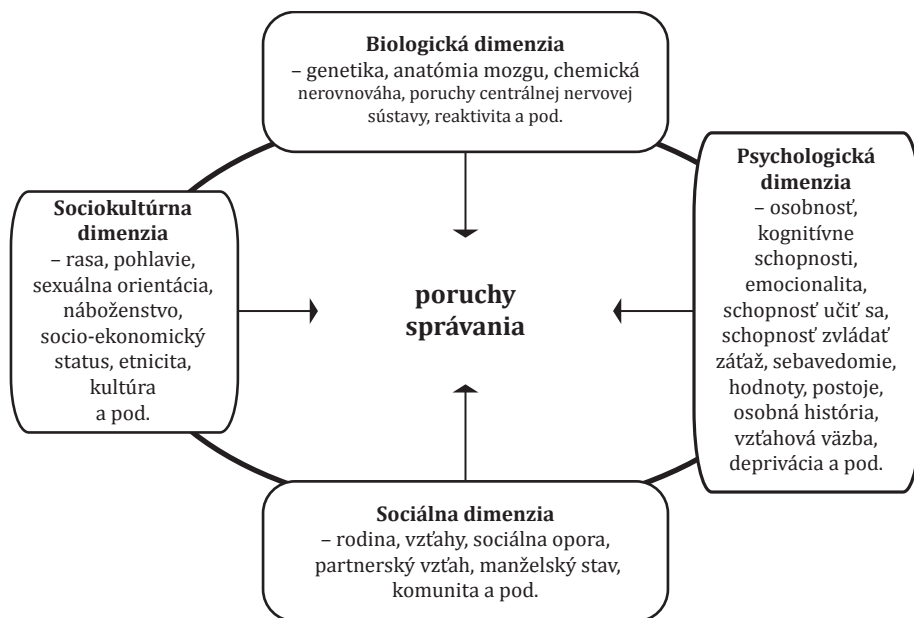 Biologická dimenzia
– genetika, anatómia mozgu, chemická
nerovnováha, poruchy centrálnej nervovej
sústavy, reaktivita a pod.
Sociokultúrna
dimenzia
– rasa, pohlavie,
sexuálna orientácia,
náboženstvo,
socio-ekonomický
status, etnicita,
kultúra
a pod.
poruchy
správania
Psychologická
dimenzia
– osobnosť,
kognitívne
schopnosti,
emocionalita,
schopnosť učiť sa,
schopnosť zvládať
záťaž, sebavedomie,
hodnoty, postoje,
osobná história,
vzťahová väzba,
deprivácia a pod.
Sociálna dimenzia
– rodina, vzťahy, sociálna opora,
partnerský vzťah, manželský stav,
komunita a pod.